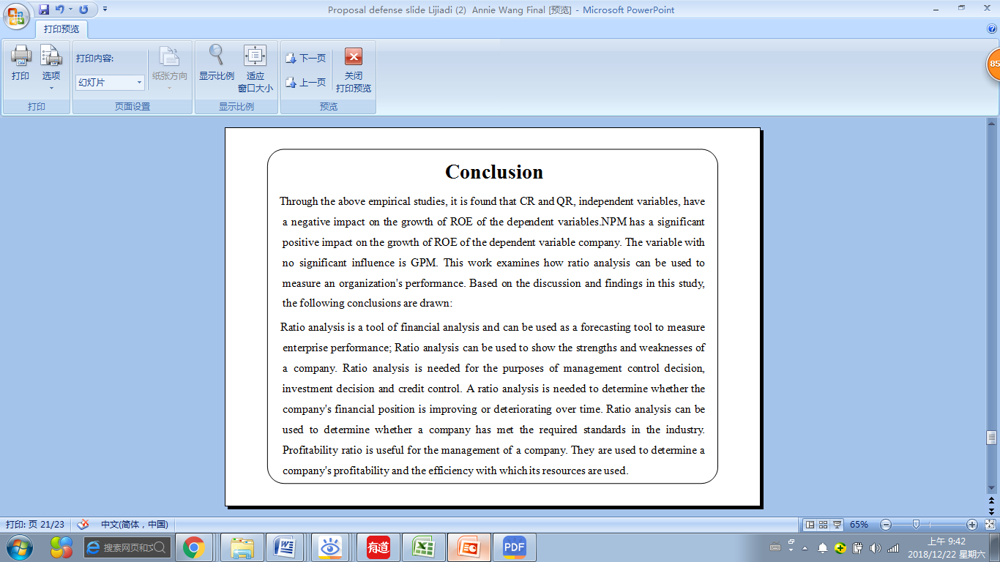 Proposal defense slide Lijiadi (2) Annie Wang Final [预览] - Microsoft PowerPoint
打印预览
打印
选项
打印内容:
幻灯片
纸张方向
显示比例
适应
窗口大小
下一页
上一页
关闭
打印预览
打印
页面设置
显示比例
预览
85
Conclusion
Through the above empirical studies, it is found that CR and QR, independent variables, have
a negative impact on the growth of ROE of the dependent variables.NPM has a significant
positive impact on the growth of ROE of the dependent variable company. The variable with
no significant influence is GPM. This work examines how ratio analysis can be used to
measure an organization's performance. Based on the discussion and findings in this study,
the following conclusions are drawn:
Ratio analysis is a tool of financial analysis and can be used as a forecasting tool to measure
enterprise performance; Ratio analysis can be used to show the strengths and weaknesses of
a company. Ratio analysis is needed for the purposes of management control decision,
investment decision and credit control. A ratio analysis is needed to determine whether the
company's financial position is improving or deteriorating over time. Ratio analysis can be
used to determine whether a company has met the required standards in the industry.
Profitability ratio is useful for the management of a company. They are used to determine a
company's profitability and the efficiency with which its resources are used.
打印: 页 21/23
中文(简体，中国)
65%
搜索网页和文
有道
PDF
上午 9:42
2018/12/22 星期六